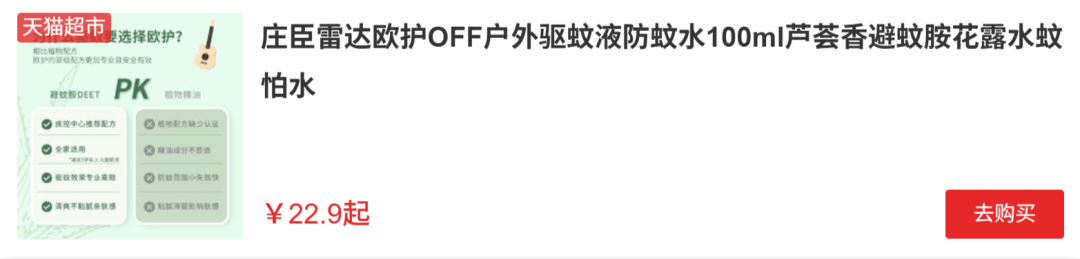 天猫超市
要选择欧护?
相比植物配方
欧护的驱蚊配方更加专业且安全有效
避蚊胺DEET
PK
植物精油
疾控中心推荐配方
全家适用
驱蚊效果专业高效
清爽不粘腻亲肤感
植物配方缺少认证
精油成分不普适
防蚊范围小失效快
粘腻滞留影响肤感
庄臣雷达欧护OFF户外驱蚊液防蚊水100ml芦荟香避蚊胺花露水蚊
怕水
￥22.9起
去购买